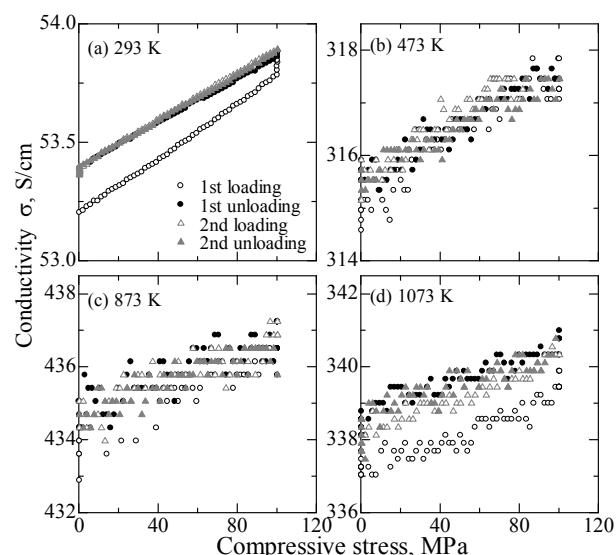 54.0
(a) 293 K
53.5
53.0
1st loading
1st unloading
2nd loading
2nd unloading
318
(b) 473 K
316
314
Conductivity σ, S/cm
438
(c) 873 K
436
434
432
0 40 80 120
342
(d) 1073 K
340
338
336
0 40 80 120
Compressive stress, MPa